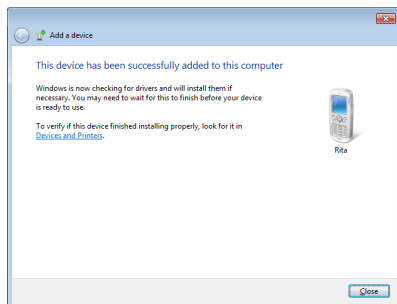 Add a device
This device has been successfully added to this computer
Windows is now checking for drivers and will install them if
necessary. You may need to wait for this to finish before your device
is ready to use.
To verify if this device finished installing properly, look for it in
Devices and Printers.
Rita
Close